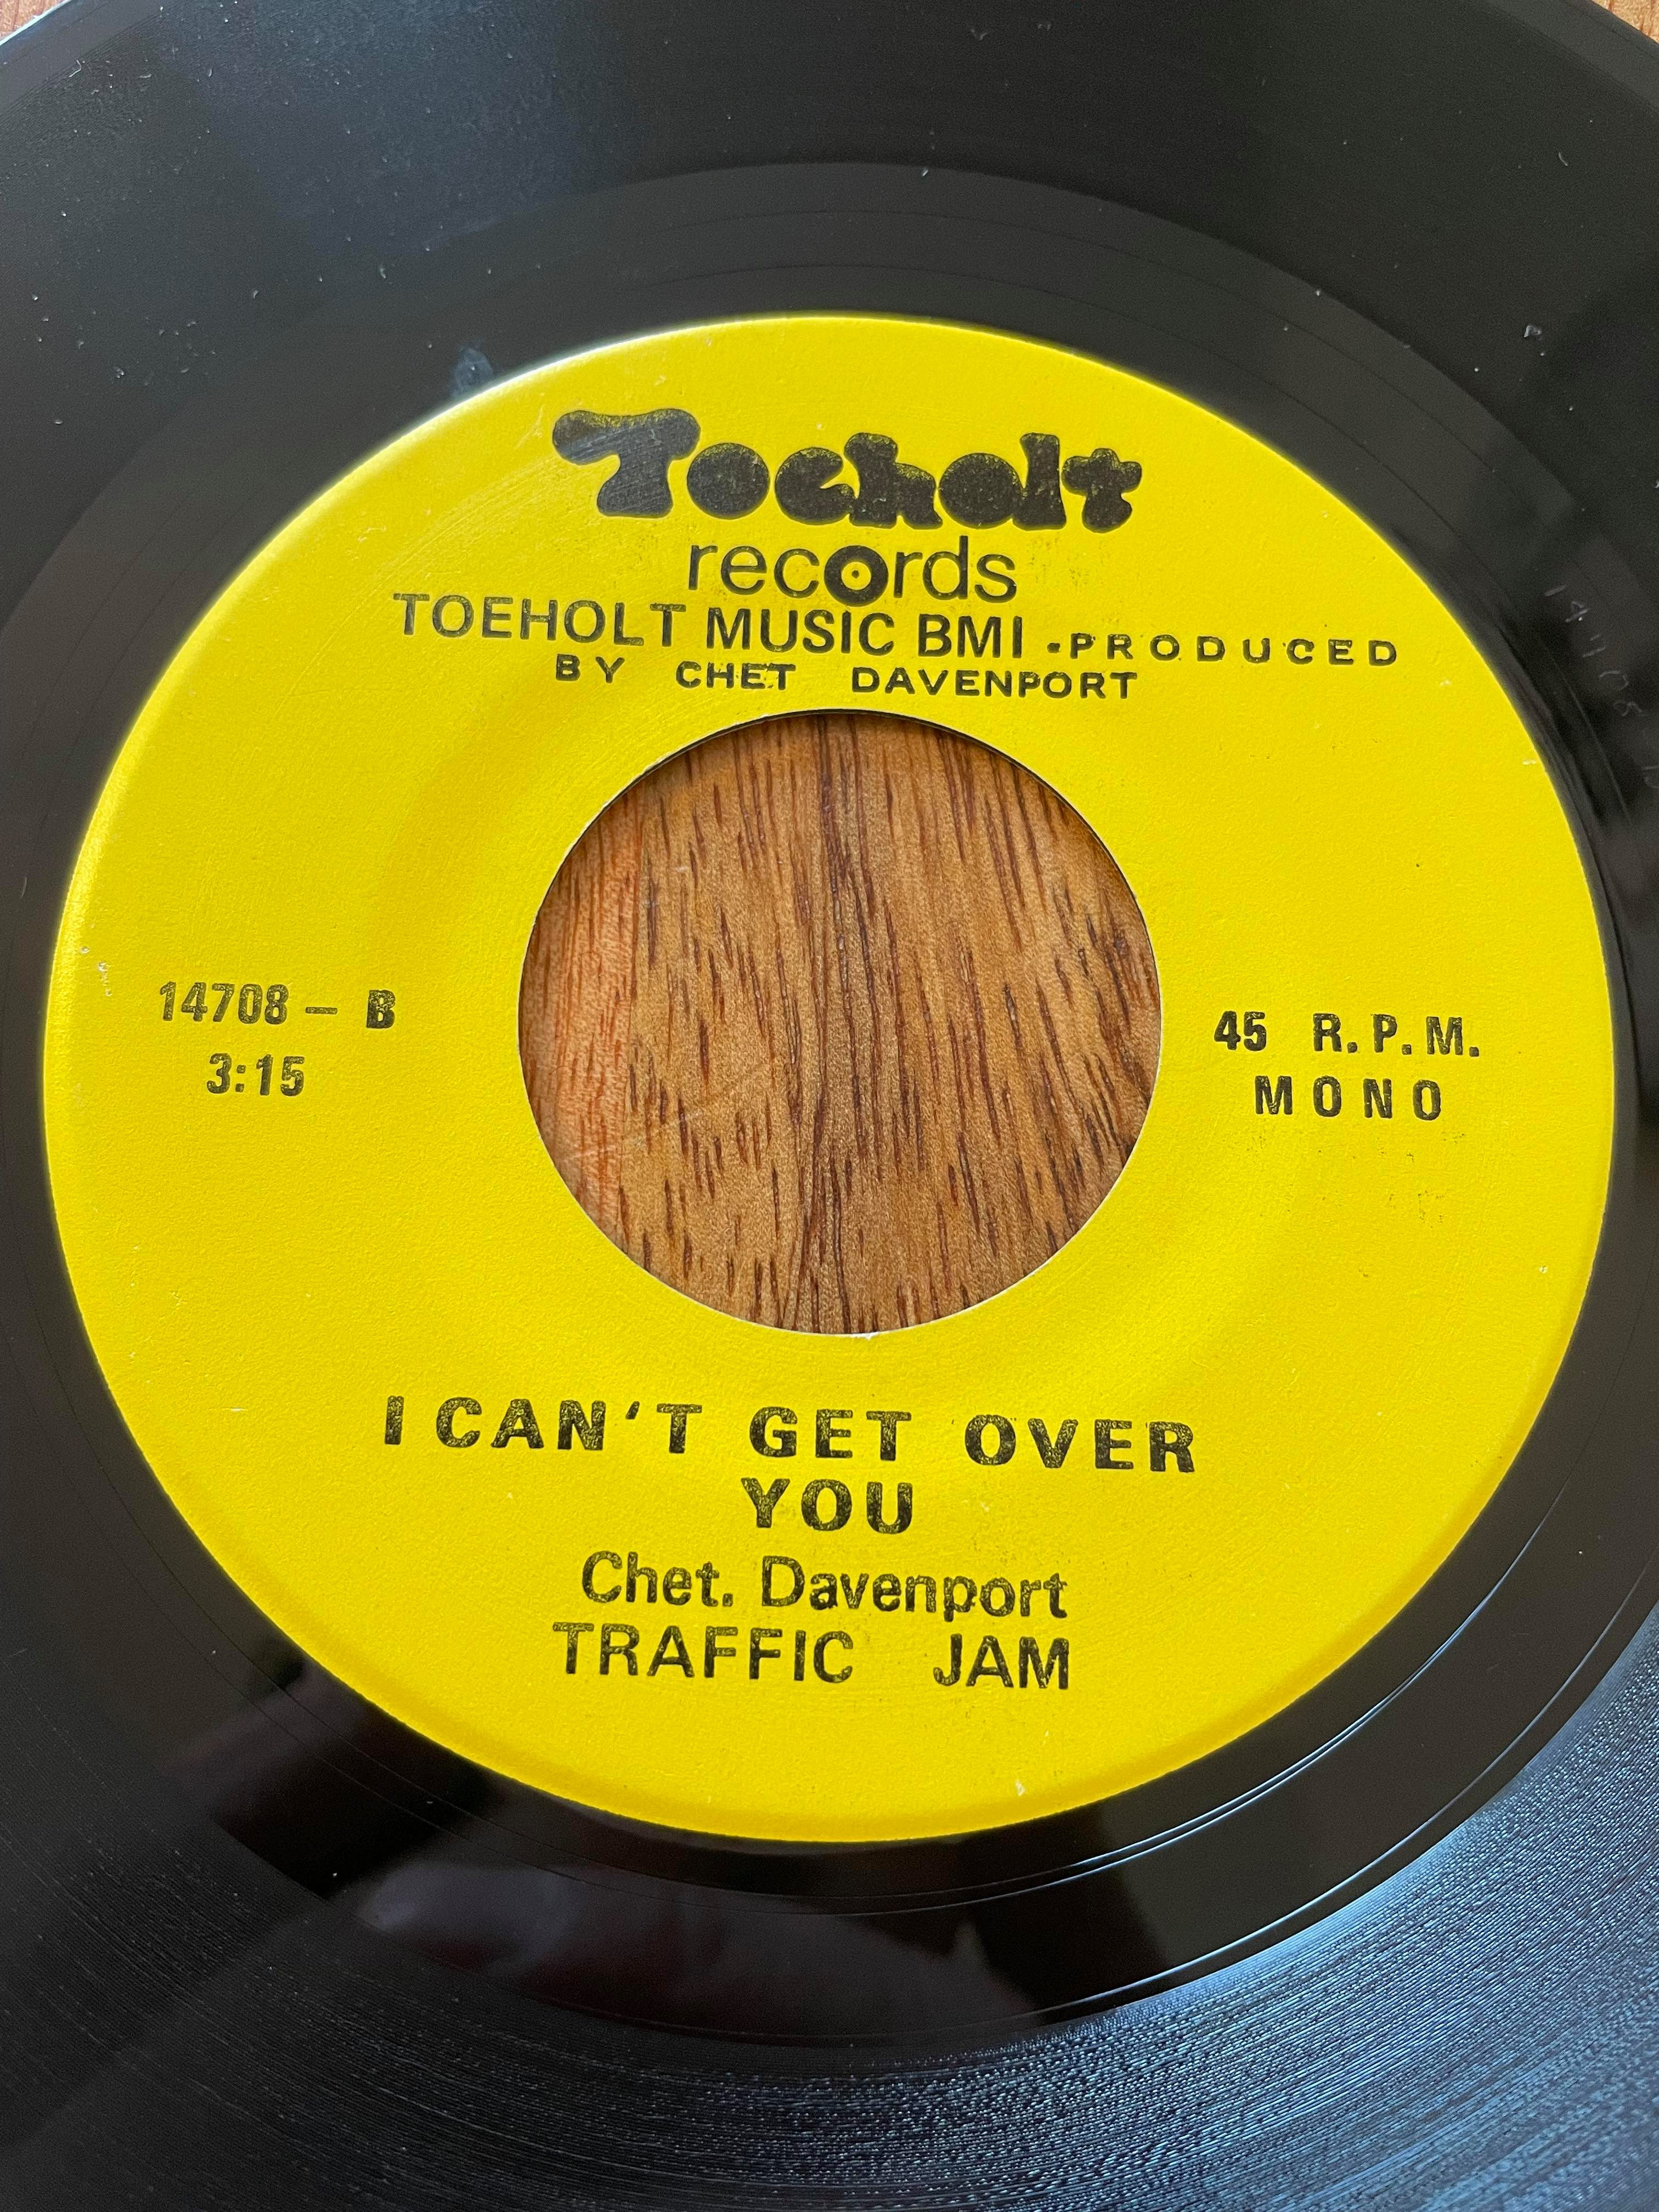 Toeholt
records
TOEHOLT MUSIC BMI -PRODUCED
BY CHET DAVENPORT
14708 - B
3:15
45 R.P.M.
MONO
I CAN'T GET OVER
YOU
Chet. Davenport
TRAFFIC JAM